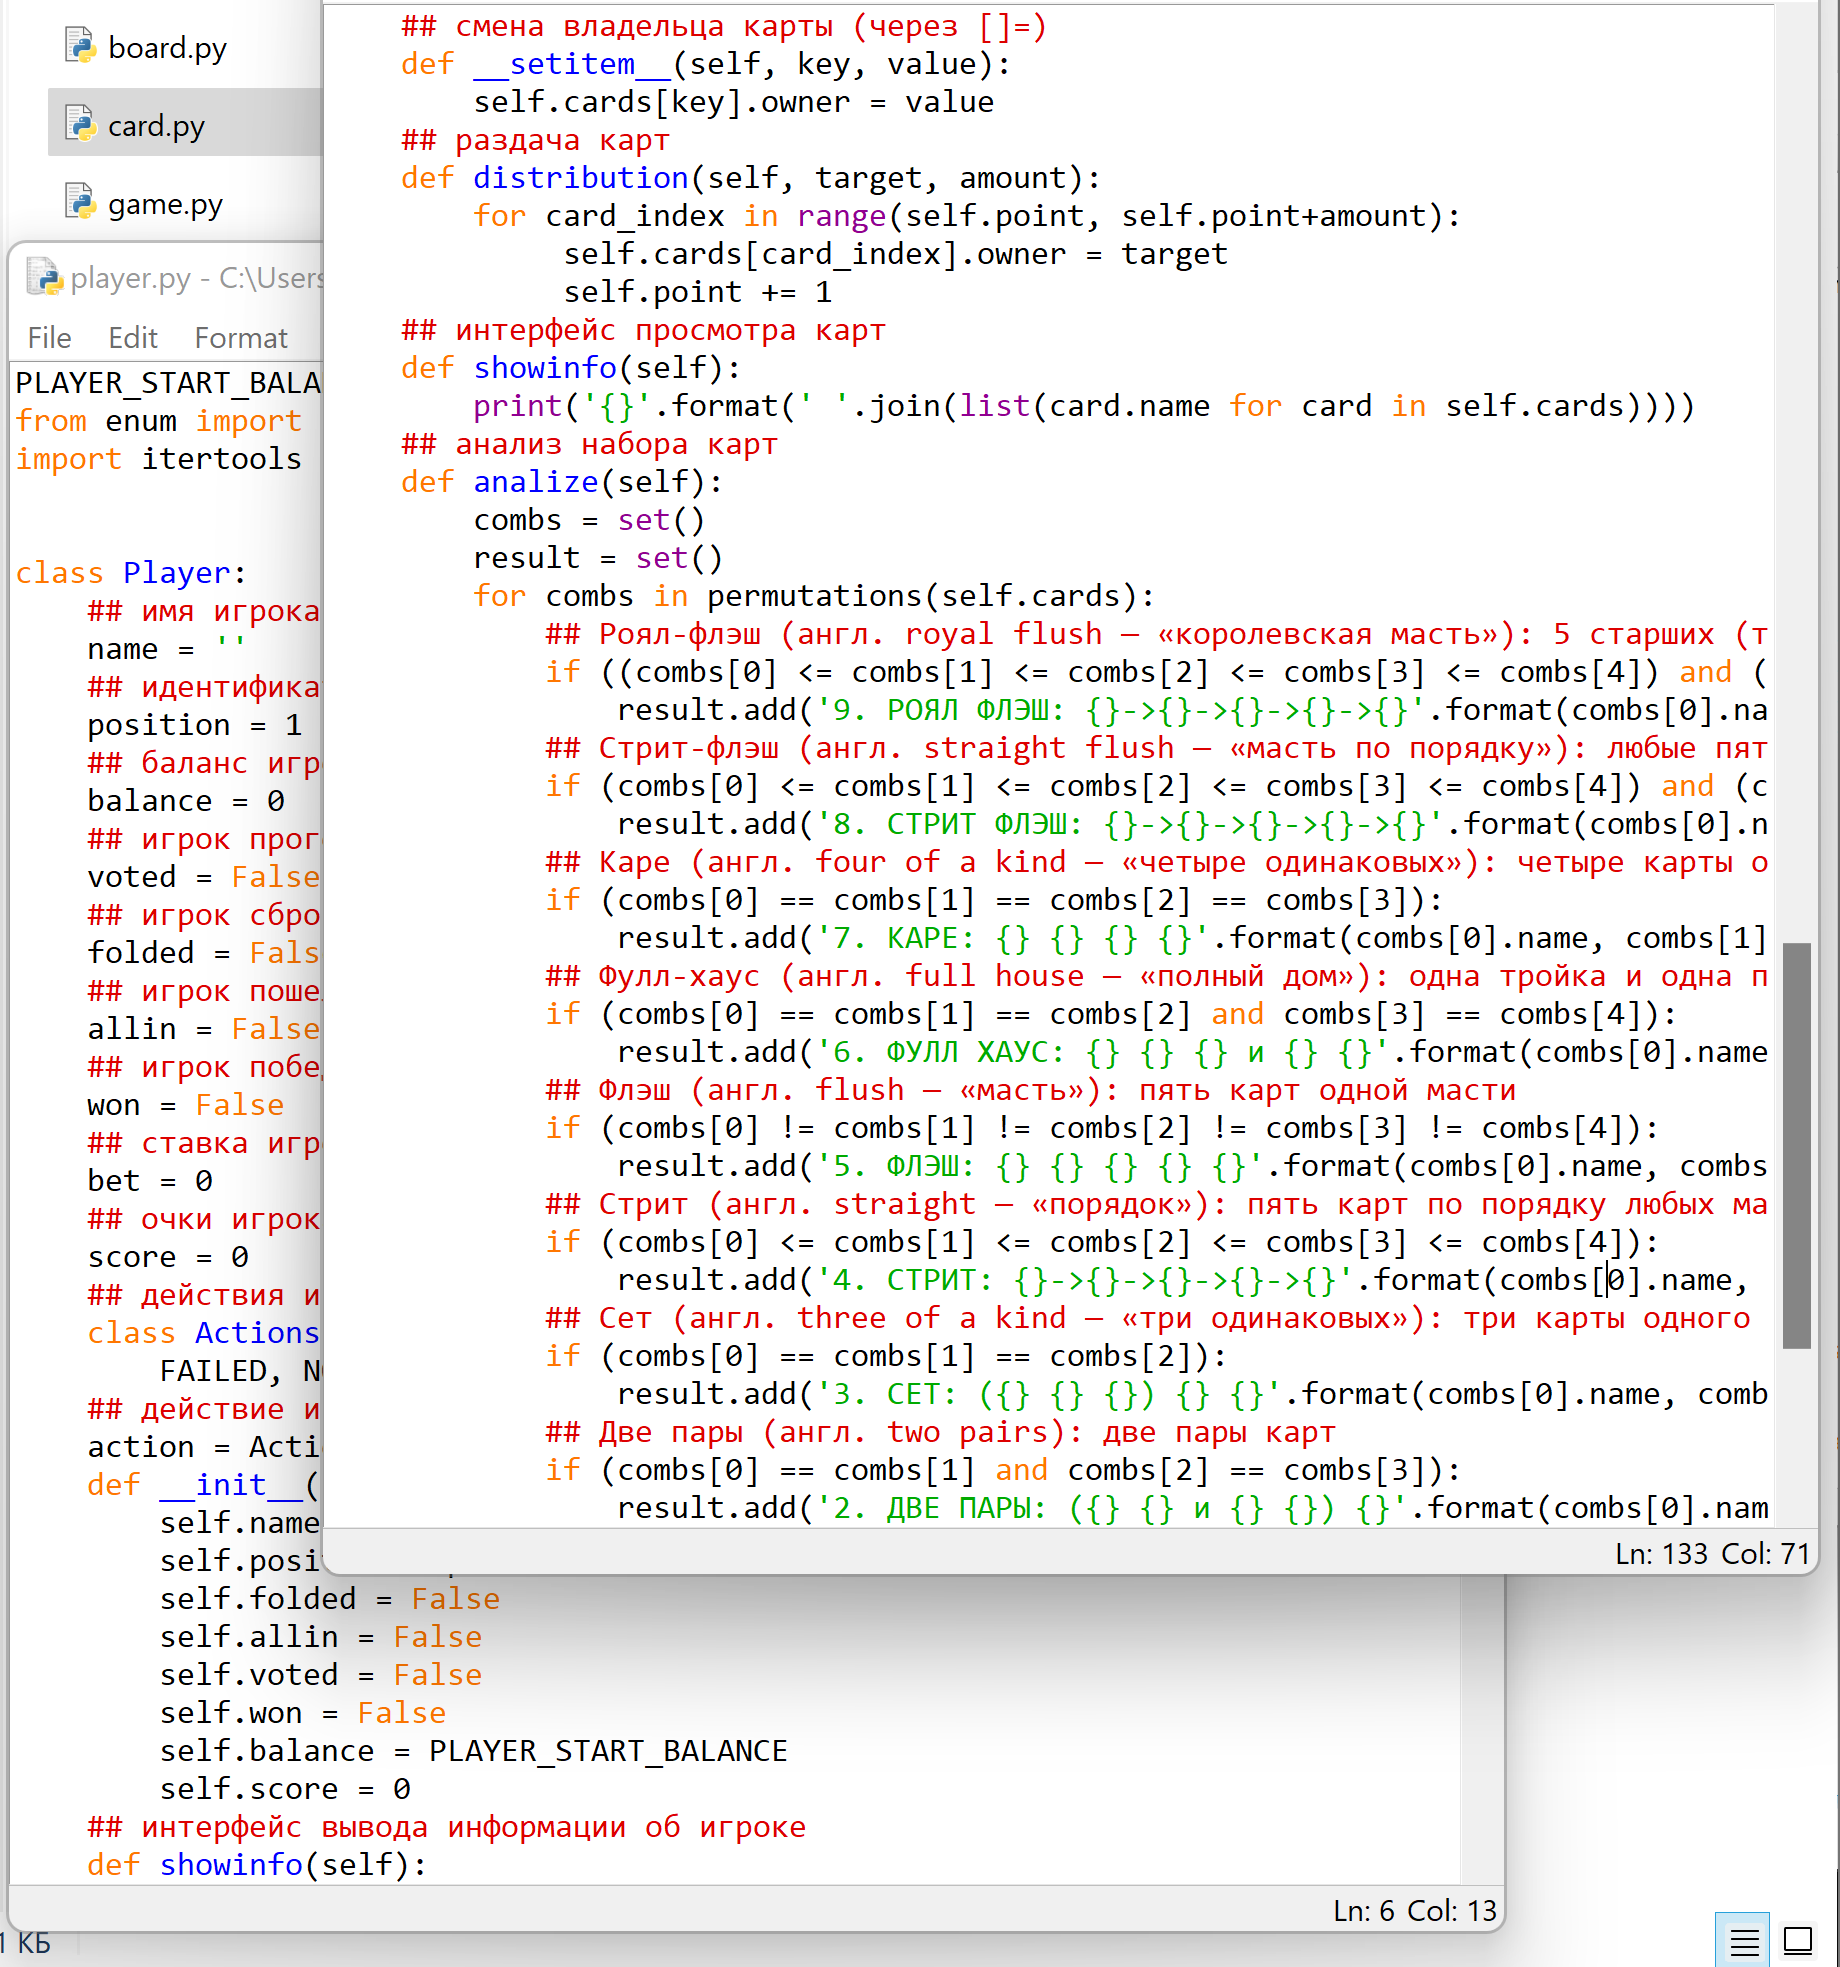 board.py
card.py
game.py
player.py - C:\Users
File Edit Format
PLAYER_START_BALA
from enum import
import itertools
class Player:
## имя игрока
name = ''
## идентифика
position = 1
## баланс игр
balance = 0
## игрок прог
voted = False
## игрок сбро
folded = Fals
## игрок поше
allin = False
## игрок побе
won = False
## ставка игр
bet = 0
## очки игрок
score = 0
## действия и
class Actions
FAILED, N
## действие и
action = Acti
def __init__(
self.name
self.posi
self.folded = False
self.allin = False
self.voted = False
self.won = False
self.balance = PLAYER_START_BALANCE
self.score = 0
## интерфейс вывода информации об игроке
def showinfo(self):
Ln: 6 Col: 13
1 КБ
## смена владельца карты (через []=)
def __setitem__(self, key, value):
self.cards[key].owner = value
## раздача карт
def distribution(self, target, amount):
for card_index in range(self.point, self.point+amount):
self.cards[card_index].owner = target
self.point += 1
## интерфейс просмотра карт
def showinfo(self):
print('{}'.format(' '.join(list(card.name for card in self.cards))))
## анализ набора карт
def analize(self):
combs = set()
result = set()
for combs in permutations(self.cards):
## Роял-флэш (англ. royal flush — «королевская масть»): 5 старших (т
if ((combs[0] <= combs[1] <= combs[2] <= combs[3] <= combs[4]) and (
result.add('9. РОЯЛ ФЛЭШ: {}->{}->{}->{}->{}'.format(combs[0].na
## Стрит-флэш (англ. straight flush — «масть по порядку»): любые пят
if (combs[0] <= combs[1] <= combs[2] <= combs[3] <= combs[4]) and (c
result.add('8. СТРИТ ФЛЭШ: {}->{}->{}->{}->{}'.format(combs[0].n
## Каре (англ. four of a kind — «четыре одинаковых»): четыре карты о
if (combs[0] == combs[1] == combs[2] == combs[3]):
result.add('7. КАРЕ: {} {} {} {}'.format(combs[0].name, combs[1]
## Фулл-хаус (англ. full house — «полный дом»): одна тройка и одна п
if (combs[0] == combs[1] == combs[2] and combs[3] == combs[4]):
result.add('6. ФУЛЛ ХАУС: {} {} {} и {} {}'.format(combs[0].name
## Флэш (англ. flush — «масть»): пять карт одной масти
if (combs[0] != combs[1] != combs[2] != combs[3] != combs[4]):
result.add('5. ФЛЭШ: {} {} {} {} {}'.format(combs[0].name, combs
## Стрит (англ. straight — «порядок»): пять карт по порядку любых ма
if (combs[0] <= combs[1] <= combs[2] <= combs[3] <= combs[4]):
result.add('4. СТРИТ: {}->{}->{}->{}->{}'.format(combs[0].name,
## Сет (англ. three of a kind — «три одинаковых»): три карты одного
if (combs[0] == combs[1] == combs[2]):
result.add('3. СЕТ: ({} {} {}) {} {}'.format(combs[0].name, comb
## Две пары (англ. two pairs): две пары карт
if (combs[0] == combs[1] and combs[2] == combs[3]):
result.add('2. ДВЕ ПАРЫ: ({} {} и {} {}) {}'.format(combs[0].nam
Ln: 133 Col: 71